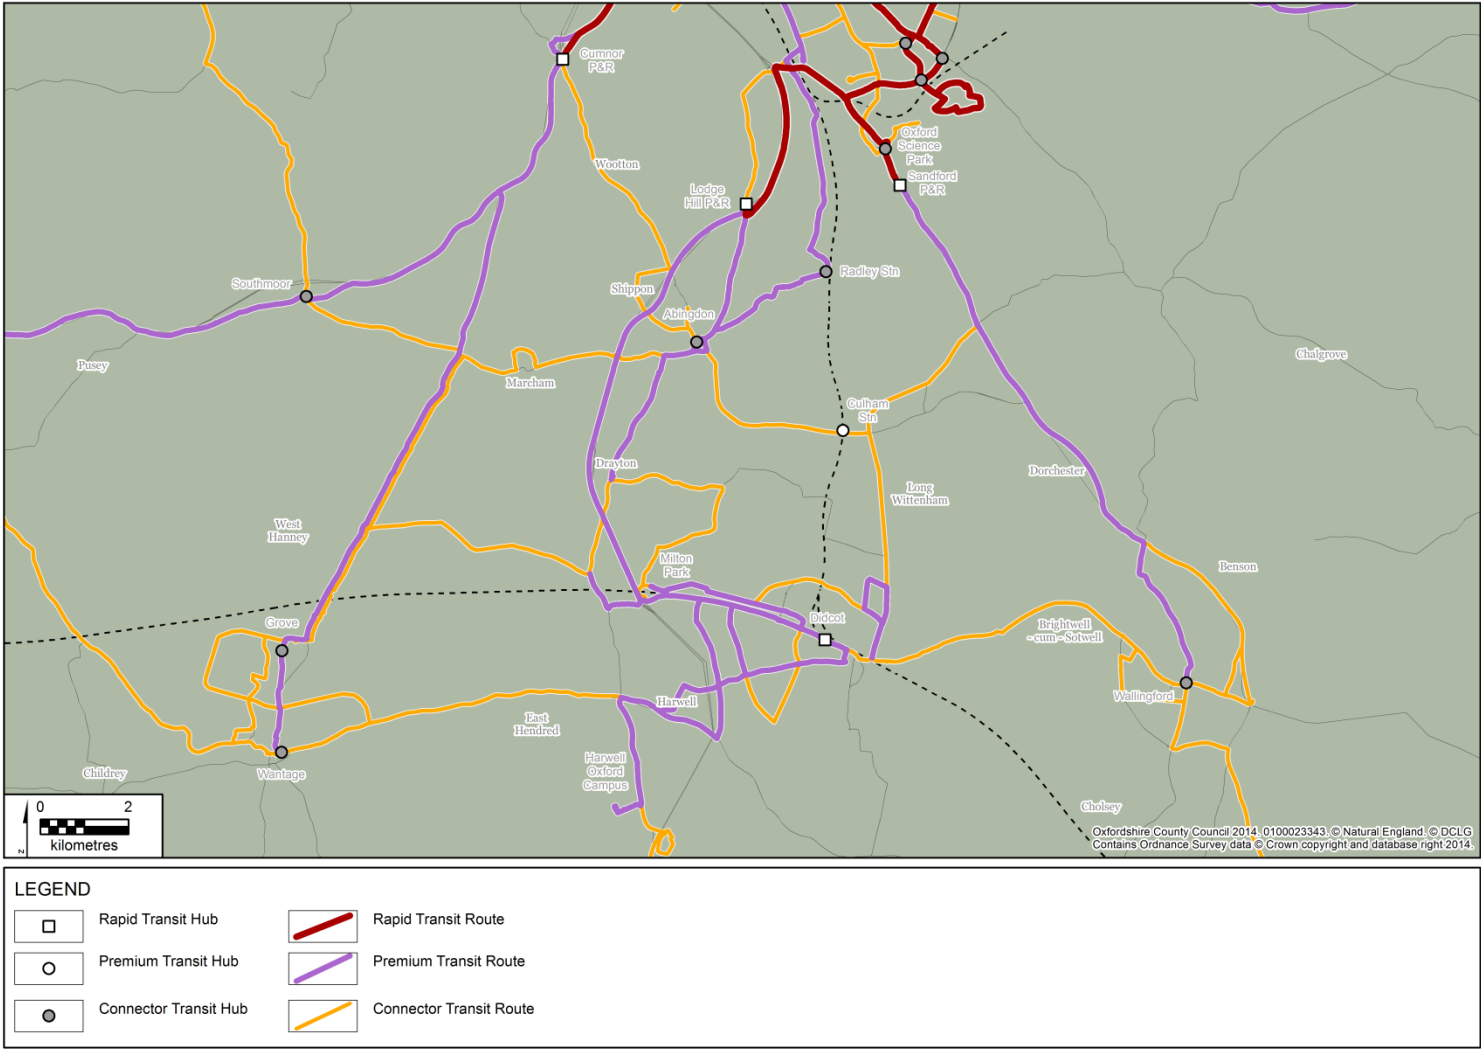 Cumnor
P&R
Wootton
Oxford
Science
Park
Sandford
P&R
Lodge
Hill P&R
Radley Stn
Southmoor
Shippon
Abingdon
Pusey
Marcham
Chalgrove
Culham
Stn
Drayton
Dorchester
Long
Wittenham
West
Hanney
Milton
Park
Benson
Grove
Didcot
Brightwell
- cum - Sotwell
Wallingford
Harwell
East
Hendred
Harwell
Oxford
Campus
Childrey
Wantage
Cholsey
0 2
kilometres
z
Oxfordshire County Council 2014. 0100023343. © Natural England. © DCLG
Contains Ordnance Survey data © Crown copyright and database right 2014.
LEGEND
Rapid Transit Hub
Rapid Transit Route
Premium Transit Hub
Premium Transit Route
Connector Transit Hub
Connector Transit Route